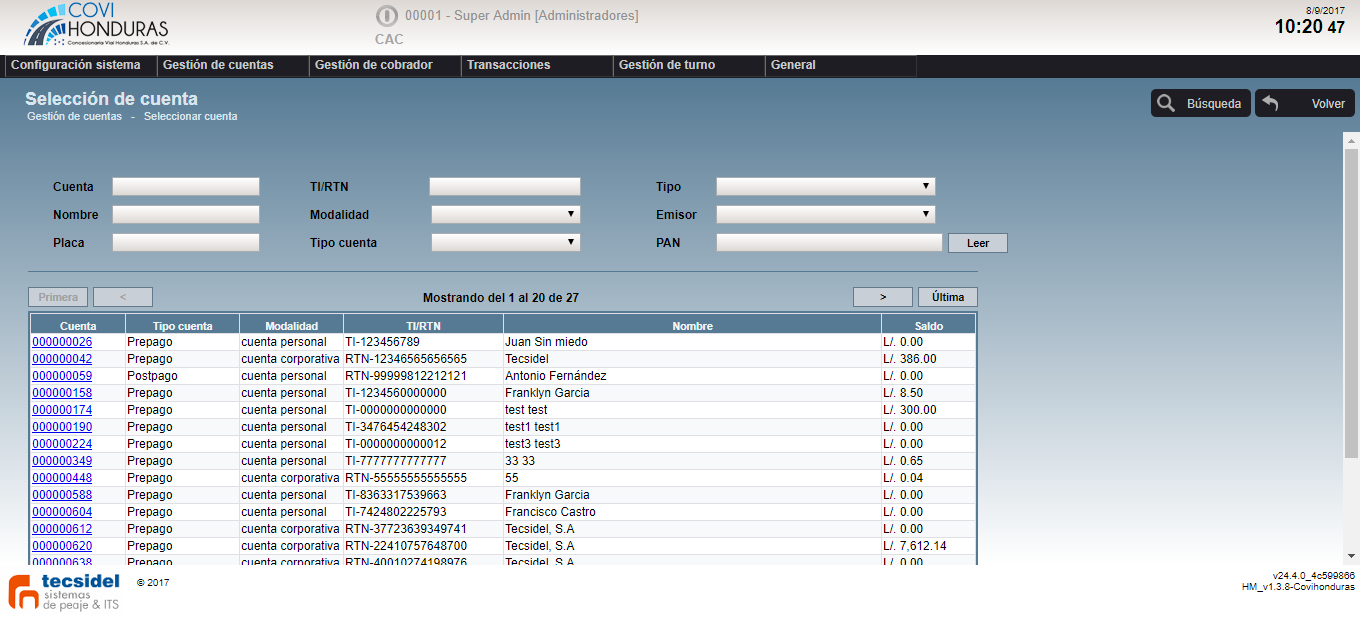 COVI
HONDURAS
Concesionaria Vial Honduras S.A. de C.V.
00001 - Super Admin [Administradores]
CAC
8/9/2017
10:20 47
Configuración sistema Gestión de cuentas Gestión de cobrador Transacciones Gestión de turno General
Selección de cuenta
Gestión de cuentas - Seleccionar cuenta
Búsqueda Volver
Cuenta TI/RTN Tipo
Nombre Modalidad Emisor
Placa Tipo cuenta PAN Leer
Primera < Mostrando del 1 al 20 de 27 > Última
Cuenta Tipo cuenta Modalidad TI/RTN Nombre Saldo
000000026 Prepago cuenta personal TI-123456789 Juan Sin miedo L/. 0.00
000000042 Prepago cuenta corporativa RTN-12346565656565 Tecsidel L/. 386.00
000000059 Postpago cuenta personal RTN-99999812212121 Antonio Fernández L/. 0.00
000000158 Prepago cuenta personal TI-1234560000000 Franklyn Garcia L/. 8.50
000000174 Prepago cuenta personal TI-0000000000000 test test L/. 300.00
000000190 Prepago cuenta personal TI-3476454248302 test1 test1 L/. 0.00
000000224 Prepago cuenta personal TI-0000000000012 test3 test3 L/. 0.00
000000349 Prepago cuenta personal TI-7777777777777 33 33 L/. 0.65
000000448 Prepago cuenta corporativa RTN-55555555555555 55 L/. 0.04
000000588 Prepago cuenta personal TI-8363317539663 Franklyn Garcia L/. 0.00
000000604 Prepago cuenta personal TI-7424802225793 Francisco Castro L/. 0.00
000000612 Prepago cuenta corporativa RTN-37723639349741 Tecsidel, S.A L/. 0.00
000000620 Prepago cuenta corporativa RTN-22410757648700 Tecsidel, S.A L/. 7,612.14
000000638 Prepago cuenta corporativa RTN-40010274198976 Tecsidel, S.A L/. 0.00
tecsidel © 2017
sistemas
de peaje & ITS
v24.4.0_4c599866
HM_v1.3.8-Covihonduras